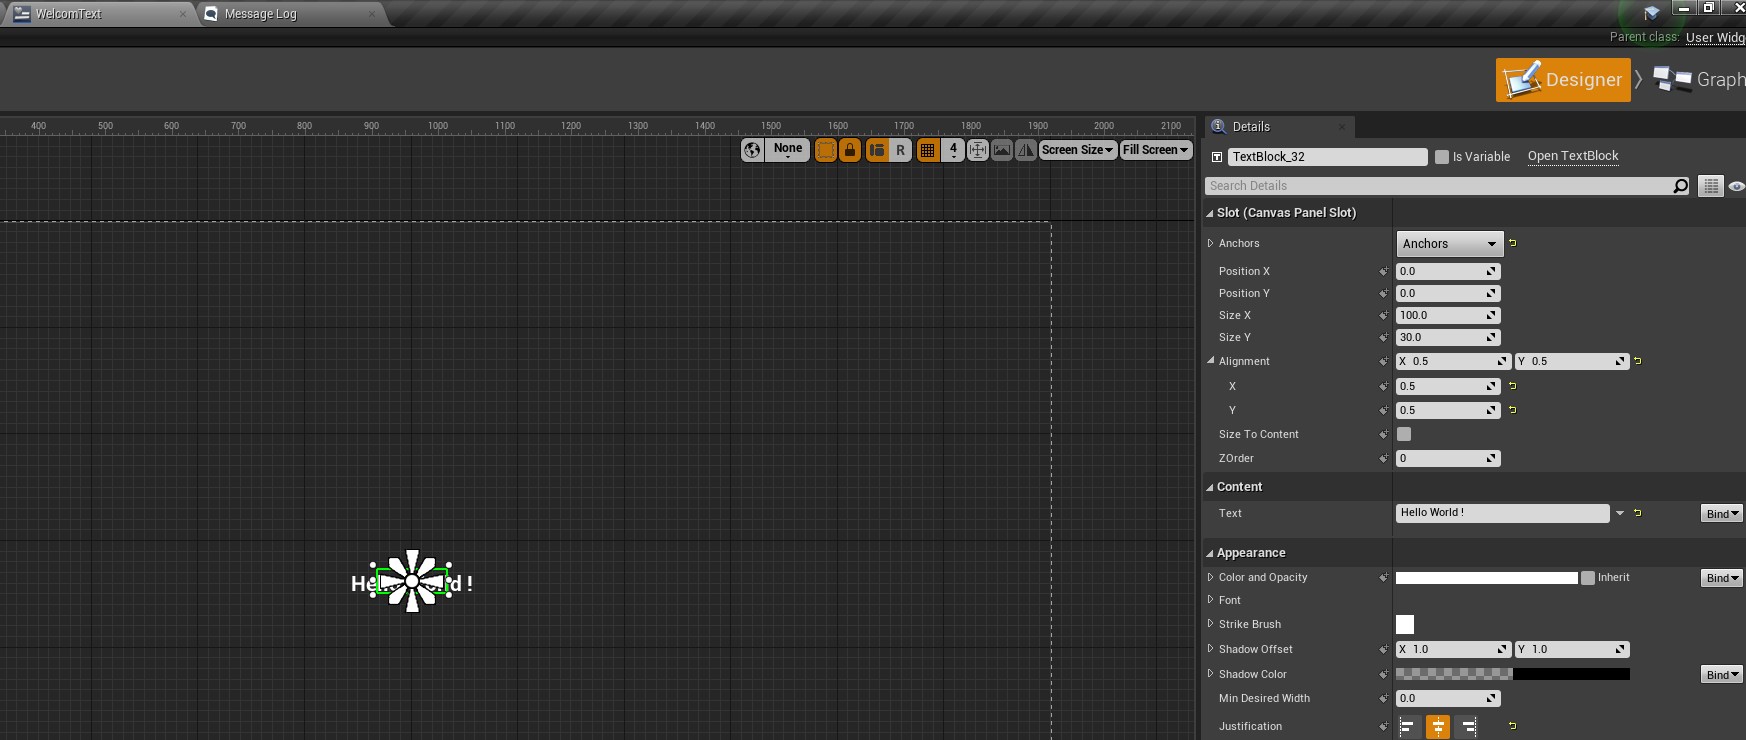 WelcomText
Message Log
Parent class: User Widg
Designer
Graph
400 500 600 700 800 900 1000 1100 1200 1300 1400 1500 1600 1700 1800 1900 2000 2100
None
R
4
Screen Size
Fill Screen
Hello World !
Details
TextBlock_32
Is Variable
Open TextBlock
Search Details
Slot (Canvas Panel Slot)
Anchors
Anchors
Position X
0.0
Position Y
0.0
Size X
100.0
Size Y
30.0
Alignment
X 0.5
Y 0.5
X
0.5
Y
0.5
Size To Content
ZOrder
0
Content
Text
Hello World !
Bind
Appearance
Color and Opacity
Inherit
Bind
Font
Strike Brush
Shadow Offset
X 1.0
Y 1.0
Shadow Color
Bind
Min Desired Width
0.0
Justification